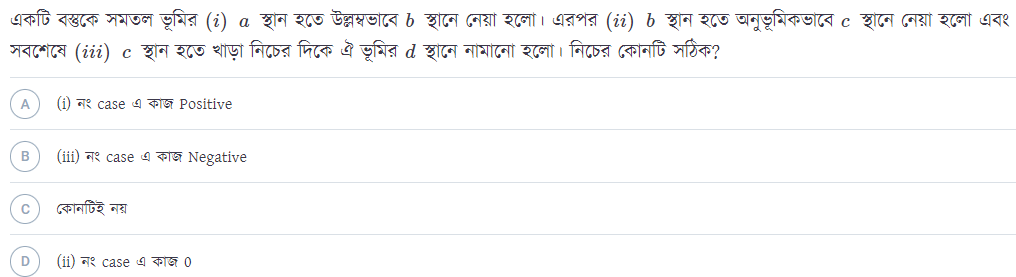 একটি বস্তুকে সমতল ভূমির (i) a স্থান হতে উল্লম্বভাবে b স্থানে নেয়া হলো। এরপর (ii) b স্থান হতে অনুভূমিকভাবে c স্থানে নেয়া হলো এবং
সবশেষে (iii) c স্থান হতে খাড়া নিচের দিকে ঐ ভূমির d স্থানে নামানো হলো। নিচের কোনটি সঠিক?
A (i) নং case এ কাজ Positive
B (iii) নং case এ কাজ Negative
C কোনটিই নয়
D (ii) নং case এ কাজ 0